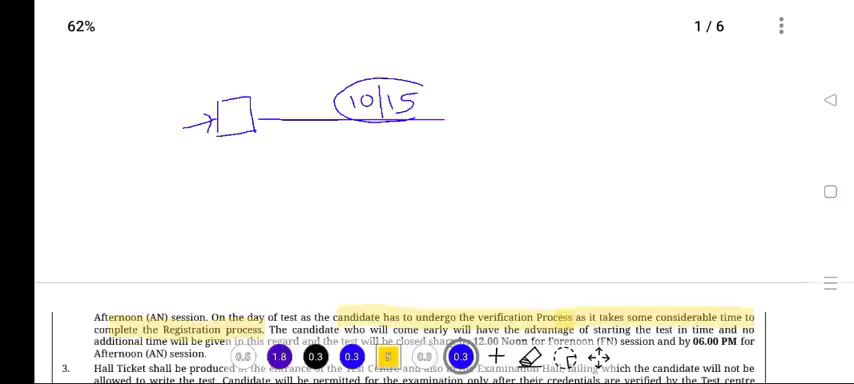 62%
1 / 6
10/15
Afternoon (AN) session. On the day of test as the candidate has to undergo the verification Process as it takes some considerable time to
complete the Registration process. The candidate who will come early will have the advantage of starting the test in time and no
additional time will be given in this regard and the test will be closed sharp by 12.00 Noon for Forenoon (FN) session and by 06.00 PM for
Afternoon (AN) session.
0.5 1.8 0.3 0.3 5 0.3 0.3
3. Hall Ticket shall be produced at the entrance of the Test Centre and also in the Examination Hall, failing which the candidate will not be
allowed to write the test. Candidate will be permitted for the examination only after their credentials are verified by the Test centre